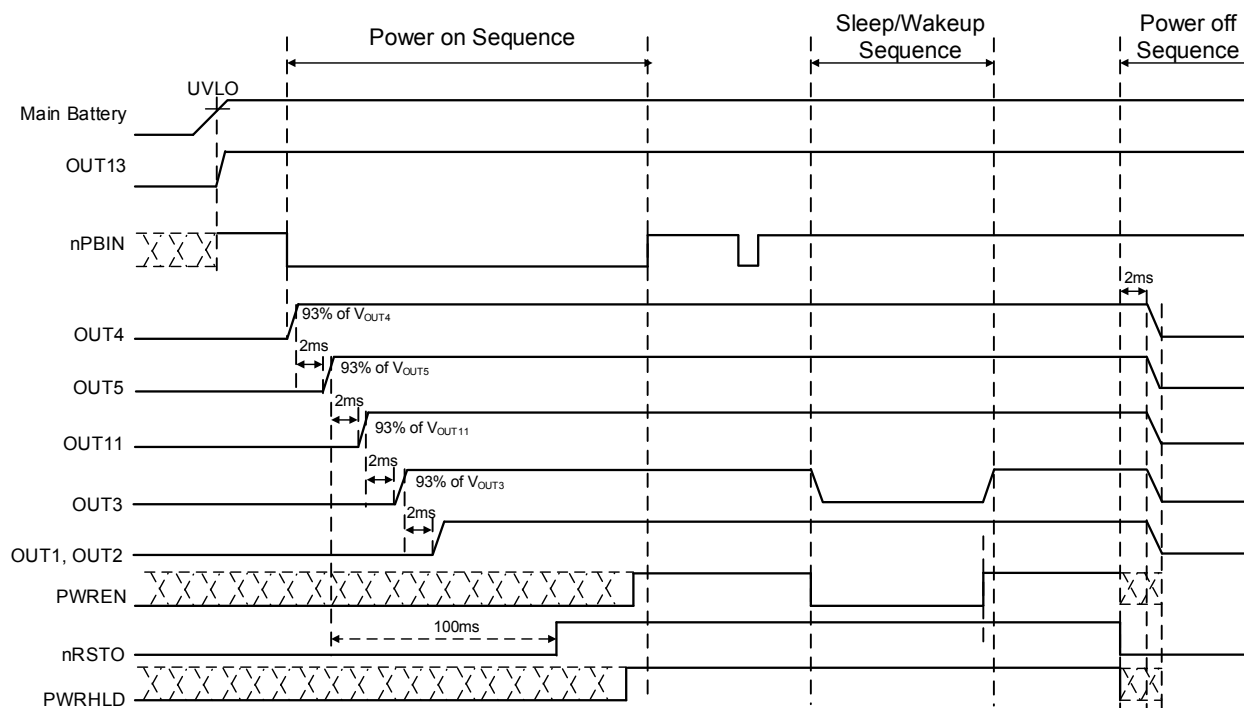 Power on Sequence
Sleep/Wakeup
Sequence
Power off
Sequence
UVLO
Main Battery
OUT13
nPBIN
2ms
93% of VOUT4
OUT4
2ms
93% of VOUT5
OUT5
2ms
93% of VOUT11
OUT11
2ms
93% of VOUT3
OUT3
2ms
OUT1, OUT2
PWREN
100ms
nRSTO
PWRHLD